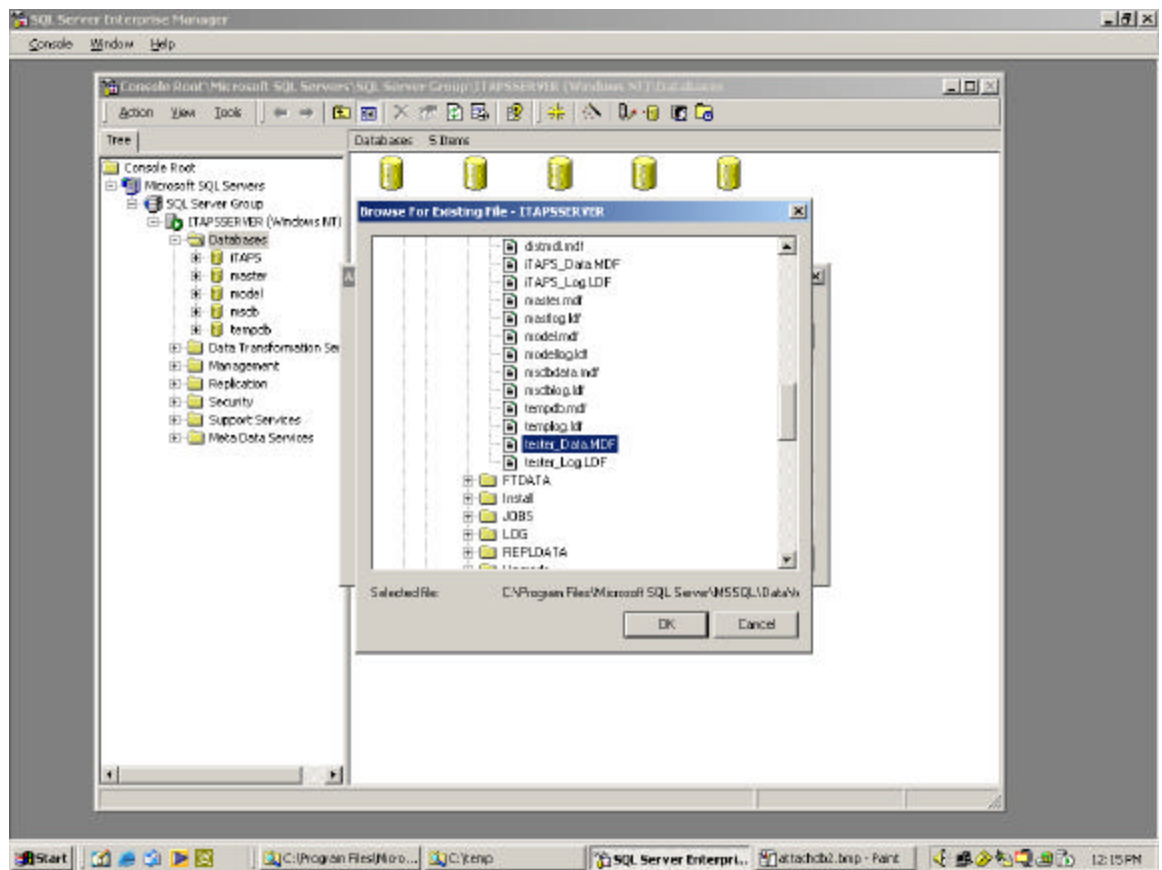 SQL Server Enterprise Manager
Console Window Help
Console Root\Microsoft SQL Servers\SQL Server Group\ITAPSSERVER (Windows NT)\Databases
Action View Tools
Tree
Databases 5 Items
Console Root
Microsoft SQL Servers
SQL Server Group
ITAPSSERVER (Windows NT)
Databases
iTAPS
master
model
msdb
tempdb
Data Transformation Ser
Management
Replication
Security
Support Services
Meta Data Services
Browse For Existing File - ITAPSSERVER
distmdl.mdf
iTAPS_Data.MDF
iTAPS_Log.LDF
master.mdf
mastlog.ldf
model.mdf
modellog.ldf
msdbdata.mdf
msdblog.ldf
tempdb.mdf
templog.ldf
tester_Data.MDF
tester_Log.LDF
FTDATA
Install
JOBS
LOG
REPLDATA
Selected file: C:\Program Files\Microsoft SQL Server\MSSQL\Data\te
OK Cancel
Start C:\Program Files\Micro... C:\temp SQL Server Enterpri... attachdb2.bmp - Paint 12:15 PM